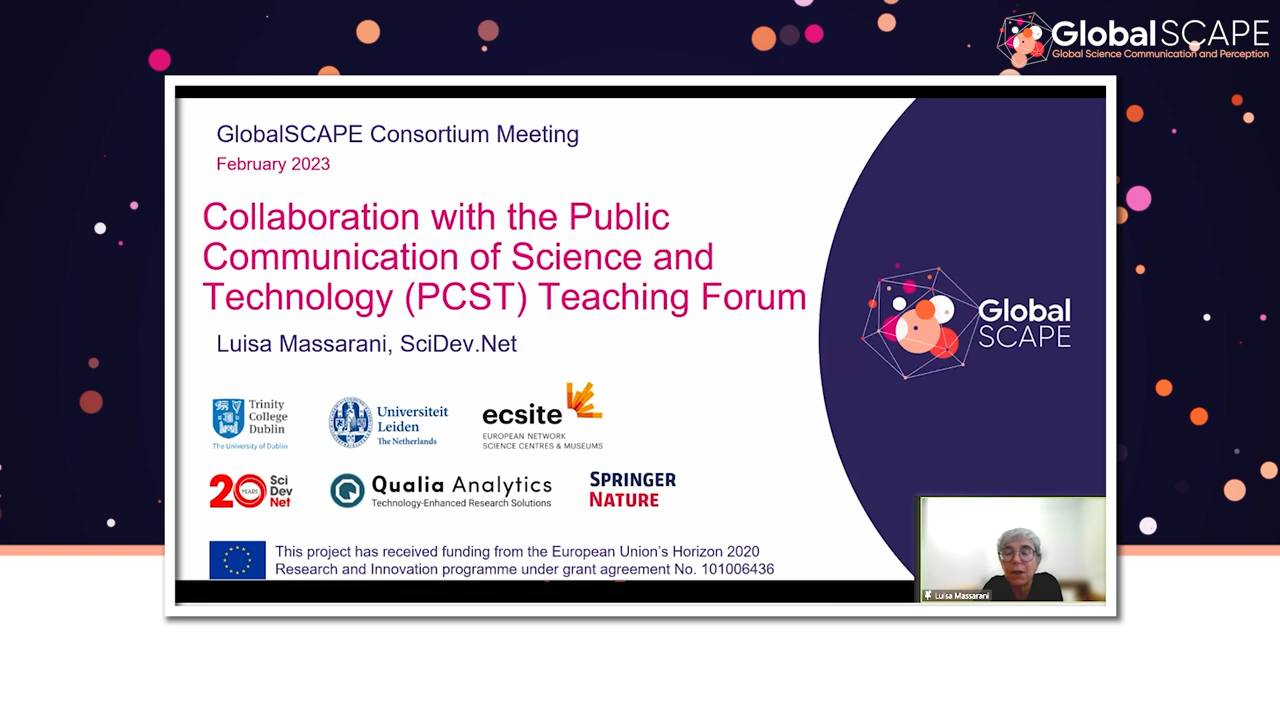 GlobalSCAPE
Global Science Communication and Perception
GlobalSCAPE Consortium Meeting
February 2023
Collaboration with the Public
Communication of Science and
Technology (PCST) Teaching Forum
Luisa Massarani, SciDev.Net
Global
SCAPE
Trinity
College
Dublin
The University of Dublin
Universiteit
Leiden
The Netherlands
ecsite
EUROPEAN NETWORK
SCIENCE CENTRES & MUSEUMS
20
YEARS
Sci
Dev
Net
Qualia Analytics
Technology-Enhanced Research Solutions
SPRINGER
NATURE
This project has received funding from the European Union's Horizon 2020
Research and Innovation programme under grant agreement No. 101006436
Luisa Massarani